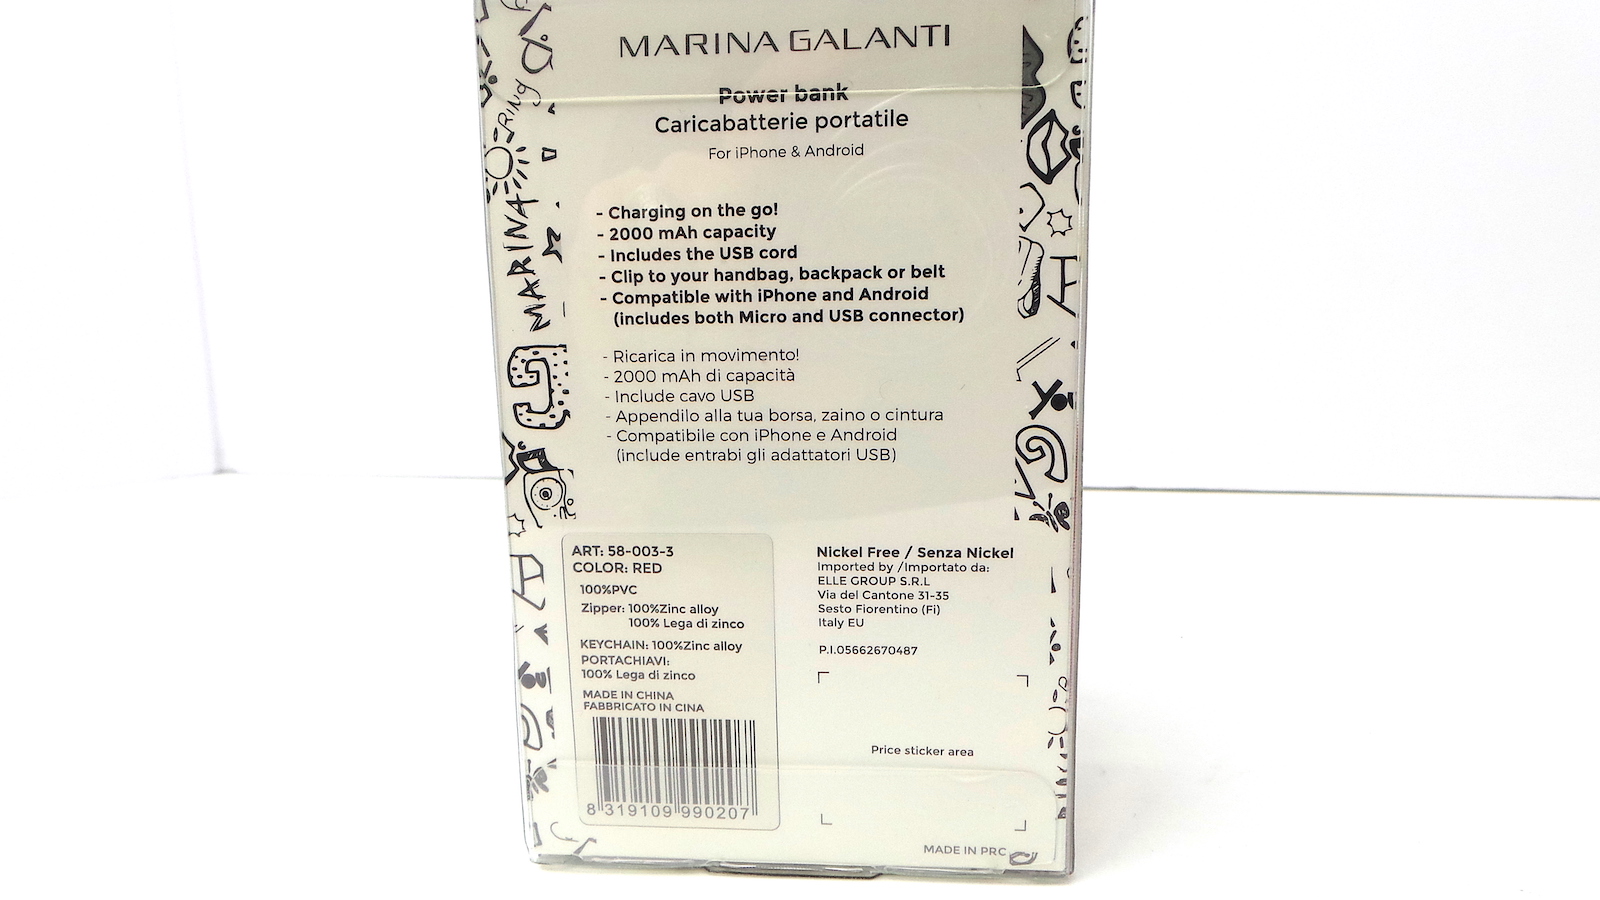 MARINA GALANTI
Power bank
Caricabatterie portatile
For iPhone & Android
- Charging on the go!
- 2000 mAh capacity
- Includes the USB cord
- Clip to your handbag, backpack or belt
- Compatible with iPhone and Android
(includes both Micro and USB connector)
- Ricarica in movimento!
- 2000 mAh di capacità
- Include cavo USB
- Appendilo alla tua borsa, zaino o cintura
- Compatibile con iPhone e Android
(include entrabi gli adattatori USB)
RING
MARINA
ART: 58-003-3
COLOR: RED
100%PVC
Zipper: 100%Zinc alloy
100% Lega di zinco
KEYCHAIN: 100%Zinc alloy
PORTACHIAVI:
100% Lega di zinco
MADE IN CHINA
FABBRICATO IN CINA
8 319109 990207
Nickel Free / Senza Nickel
Imported by /Importato da:
ELLE GROUP S.R.L
Via del Cantone 31-35
Sesto Fiorentino (Fi)
Italy EU
P.I.05662670487
Price sticker area
MADE IN PRC